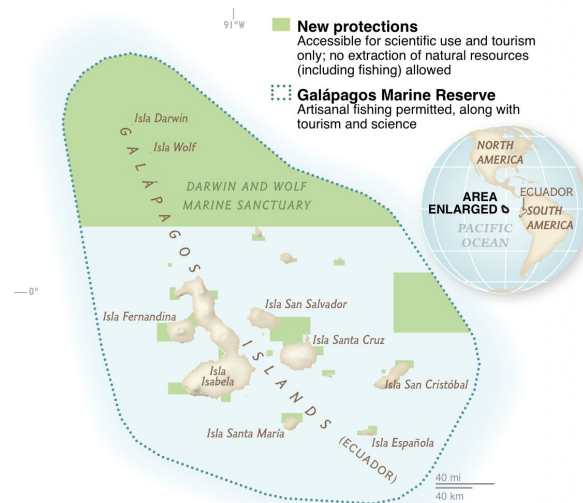 91°W
New protections
Accessible for scientific use and tourism
only; no extraction of natural resources
(including fishing) allowed
Galápagos Marine Reserve
Artisanal fishing permitted, along with
tourism and science
Isla Darwin
Isla Wolf
GALÁPAGOS
DARWIN AND WOLF
MARINE SANCTUARY
NORTH
AMERICA
AREA
ENLARGED
ECUADOR
SOUTH
AMERICA
PACIFIC
OCEAN
0°
Isla Fernandina
Isla San Salvador
Isla Santa Cruz
ISLANDS
Isla
Isabela
Isla San Cristóbal
Isla Santa María
Isla Española
(ECUADOR)
40 mi
40 km